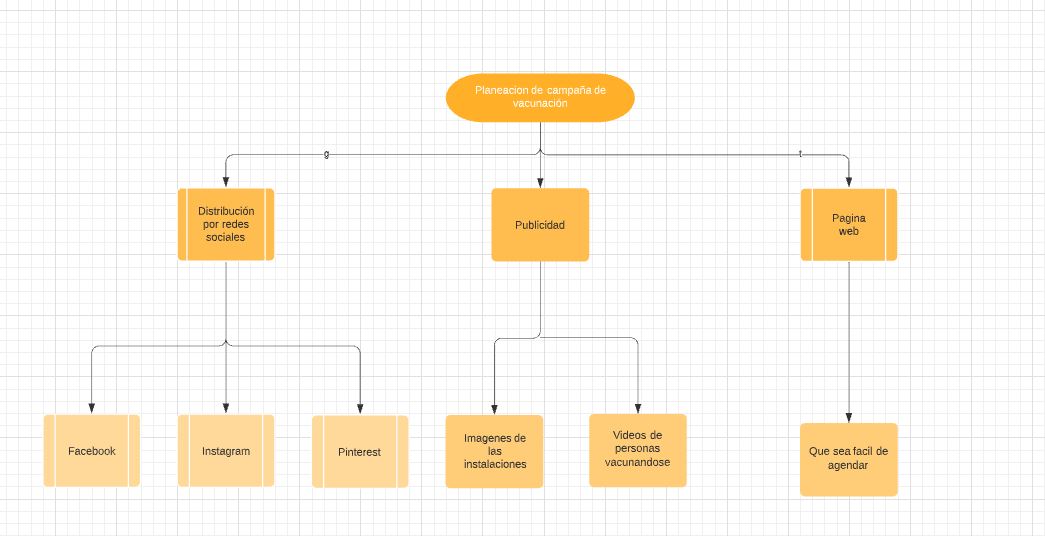 Planeacion de campaña de
vacunación
g
t
Distribución
por redes
sociales
Publicidad
Pagina
web
Facebook
Instagram
Pinterest
Imagenes de
las
instalaciones
Videos de
personas
vacunandose
Que sea facil de
agendar